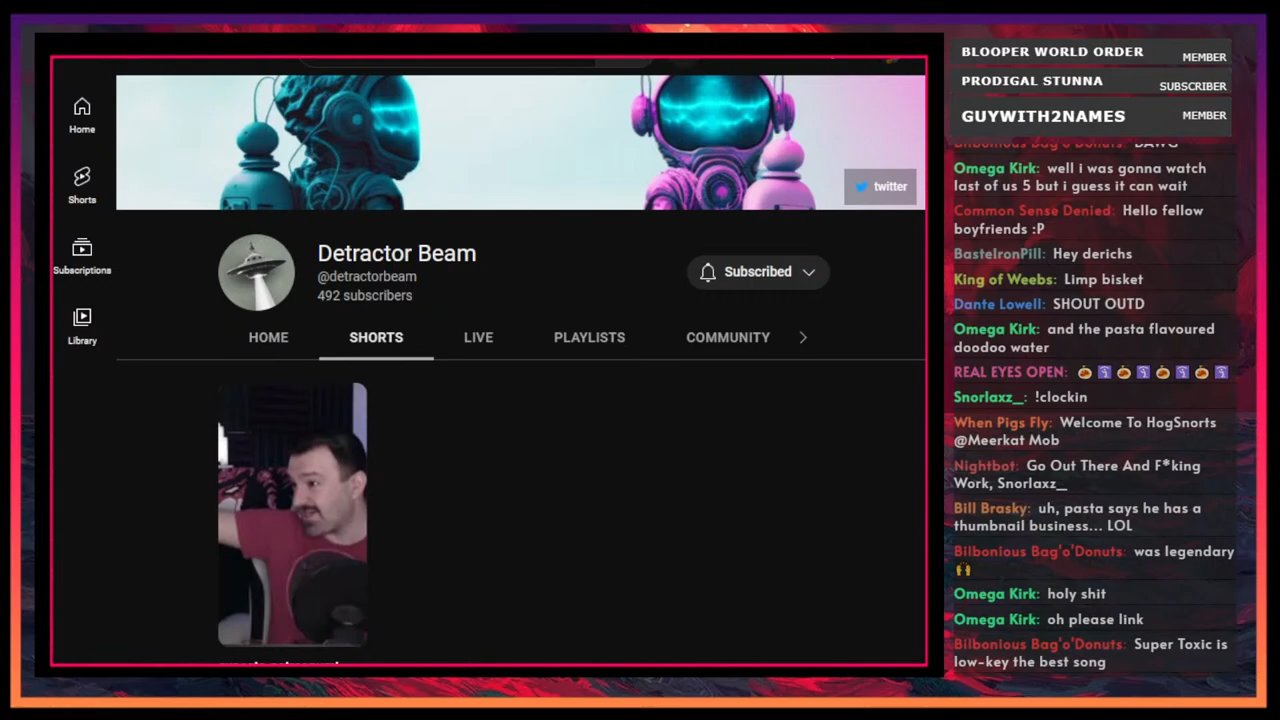 Home
Shorts
Subscriptions
Library
twitter
Detractor Beam
@detractorbeam
492 subscribers
Subscribed
HOME
SHORTS
LIVE
PLAYLISTS
COMMUNITY
BLOOPER WORLD ORDER
MEMBER
PRODIGAL STUNNA
SUBSCRIBER
GUYWITH2NAMES
MEMBER
Bilbonious Bag'o'Donuts: DAWG
Omega Kirk: well i was gonna watch
last of us 5 but i guess it can wait
Common Sense Denied: Hello fellow
boyfriends :P
BasteIronPill: Hey derichs
King of Weebs: Limp bisket
Dante Lowell: SHOUT OUTD
Omega Kirk: and the pasta flavoured
doodoo water
REAL EYES OPEN:
Snorlaxz_: !clockin
When Pigs Fly: Welcome To HogSnorts
@Meerkat Mob
Nightbot: Go Out There And F*king
Work, Snorlaxz_
Bill Brasky: uh, pasta says he has a
thumbnail business... LOL
Bilbonious Bag'o'Donuts: was legendary
Omega Kirk: holy shit
Omega Kirk: oh please link
Bilbonious Bag'o'Donuts: Super Toxic is
low-key the best song